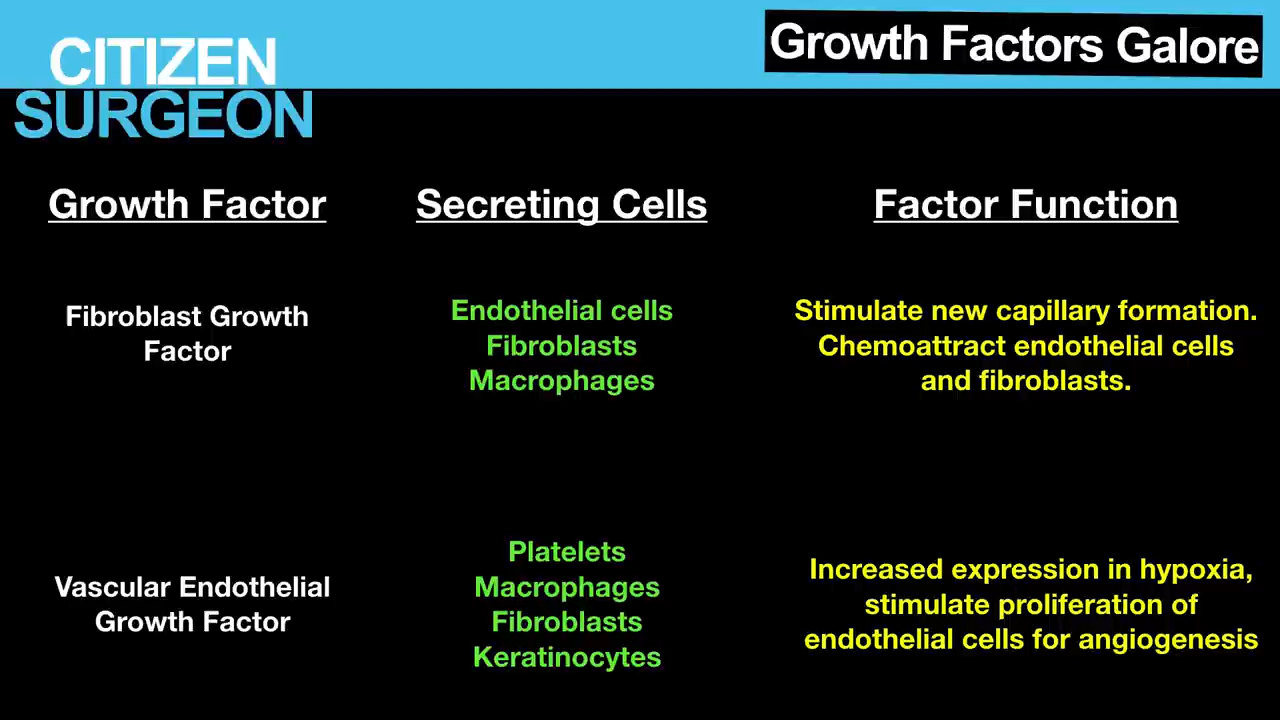 CITIZEN
SURGEON
Growth Factors Galore
Growth Factor
Secreting Cells
Factor Function
Fibroblast Growth
Factor
Endothelial cells
Fibroblasts
Macrophages
Stimulate new capillary formation.
Chemoattract endothelial cells
and fibroblasts.
Vascular Endothelial
Growth Factor
Platelets
Macrophages
Fibroblasts
Keratinocytes
Increased expression in hypoxia,
stimulate proliferation of
endothelial cells for angiogenesis